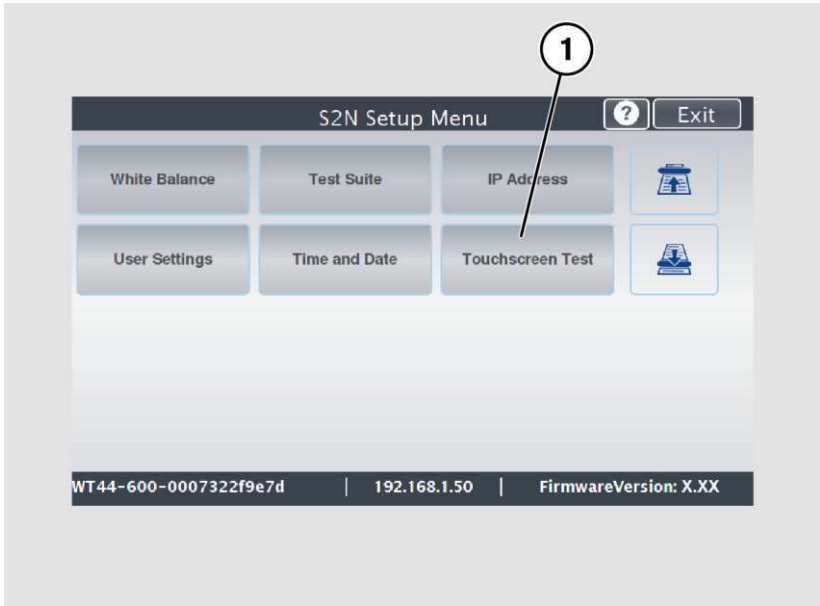 1
S2N Setup Menu ? Exit
White Balance Test Suite IP Address
User Settings Time and Date Touchscreen Test
WT44-600-0007322f9e7d | 192.168.1.50 | FirmwareVersion: X.XX